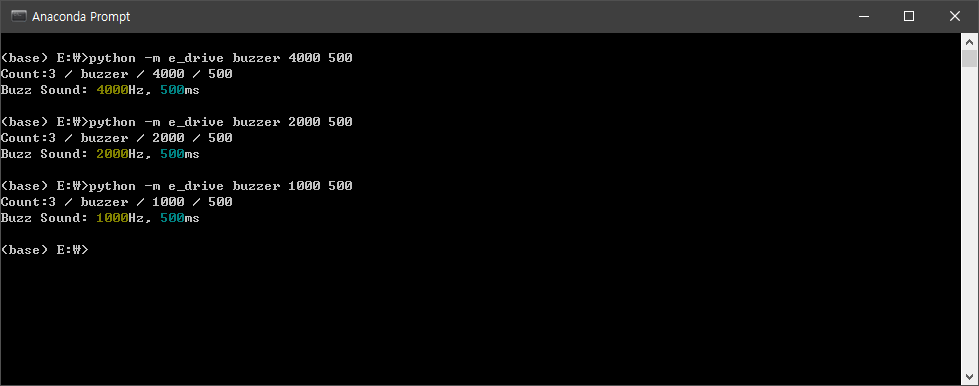 Anaconda Prompt
(base) E:₩>python -m e_drive buzzer 4000 500
Count:3 / buzzer / 4000 / 500
Buzz Sound: 4000Hz, 500ms
(base) E:₩>python -m e_drive buzzer 2000 500
Count:3 / buzzer / 2000 / 500
Buzz Sound: 2000Hz, 500ms
(base) E:₩>python -m e_drive buzzer 1000 500
Count:3 / buzzer / 1000 / 500
Buzz Sound: 1000Hz, 500ms
(base) E:₩>